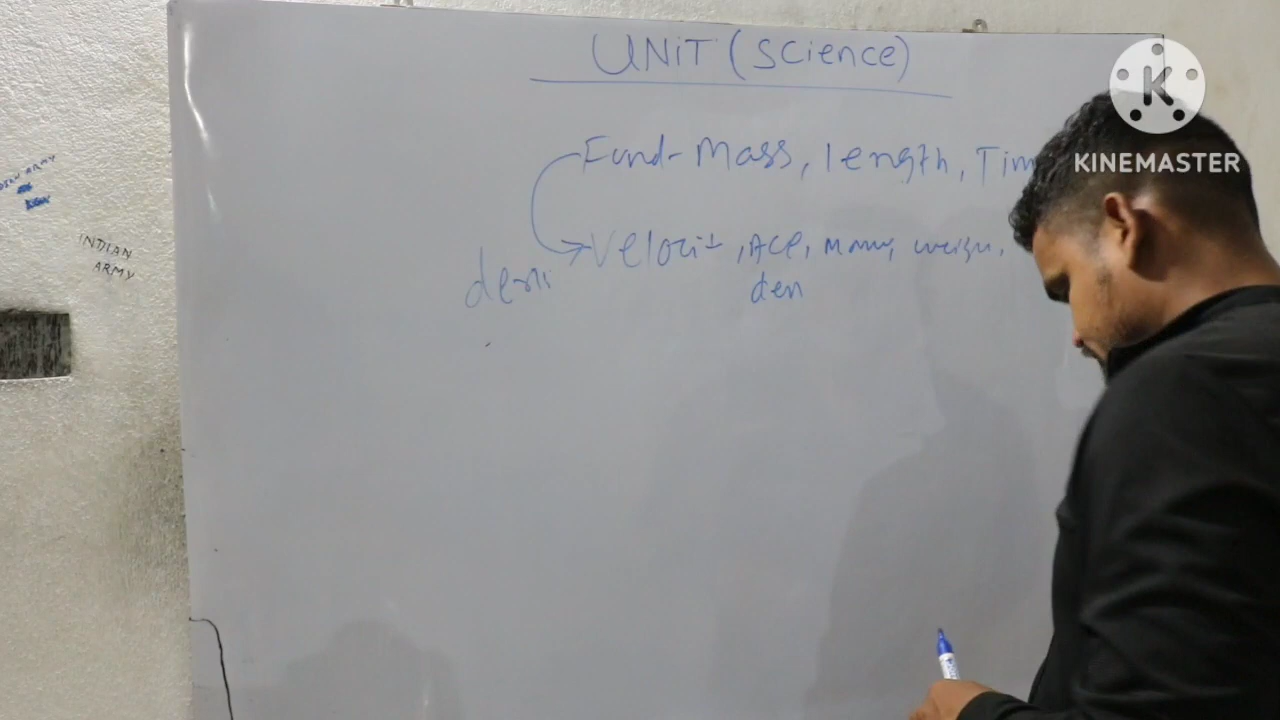 UNiT (Science)
Fund- Mass, length, Tim
Velocit , Acc, Mom, weigh,
deri
den
INDIAN
ARMY
K
KINEMASTER